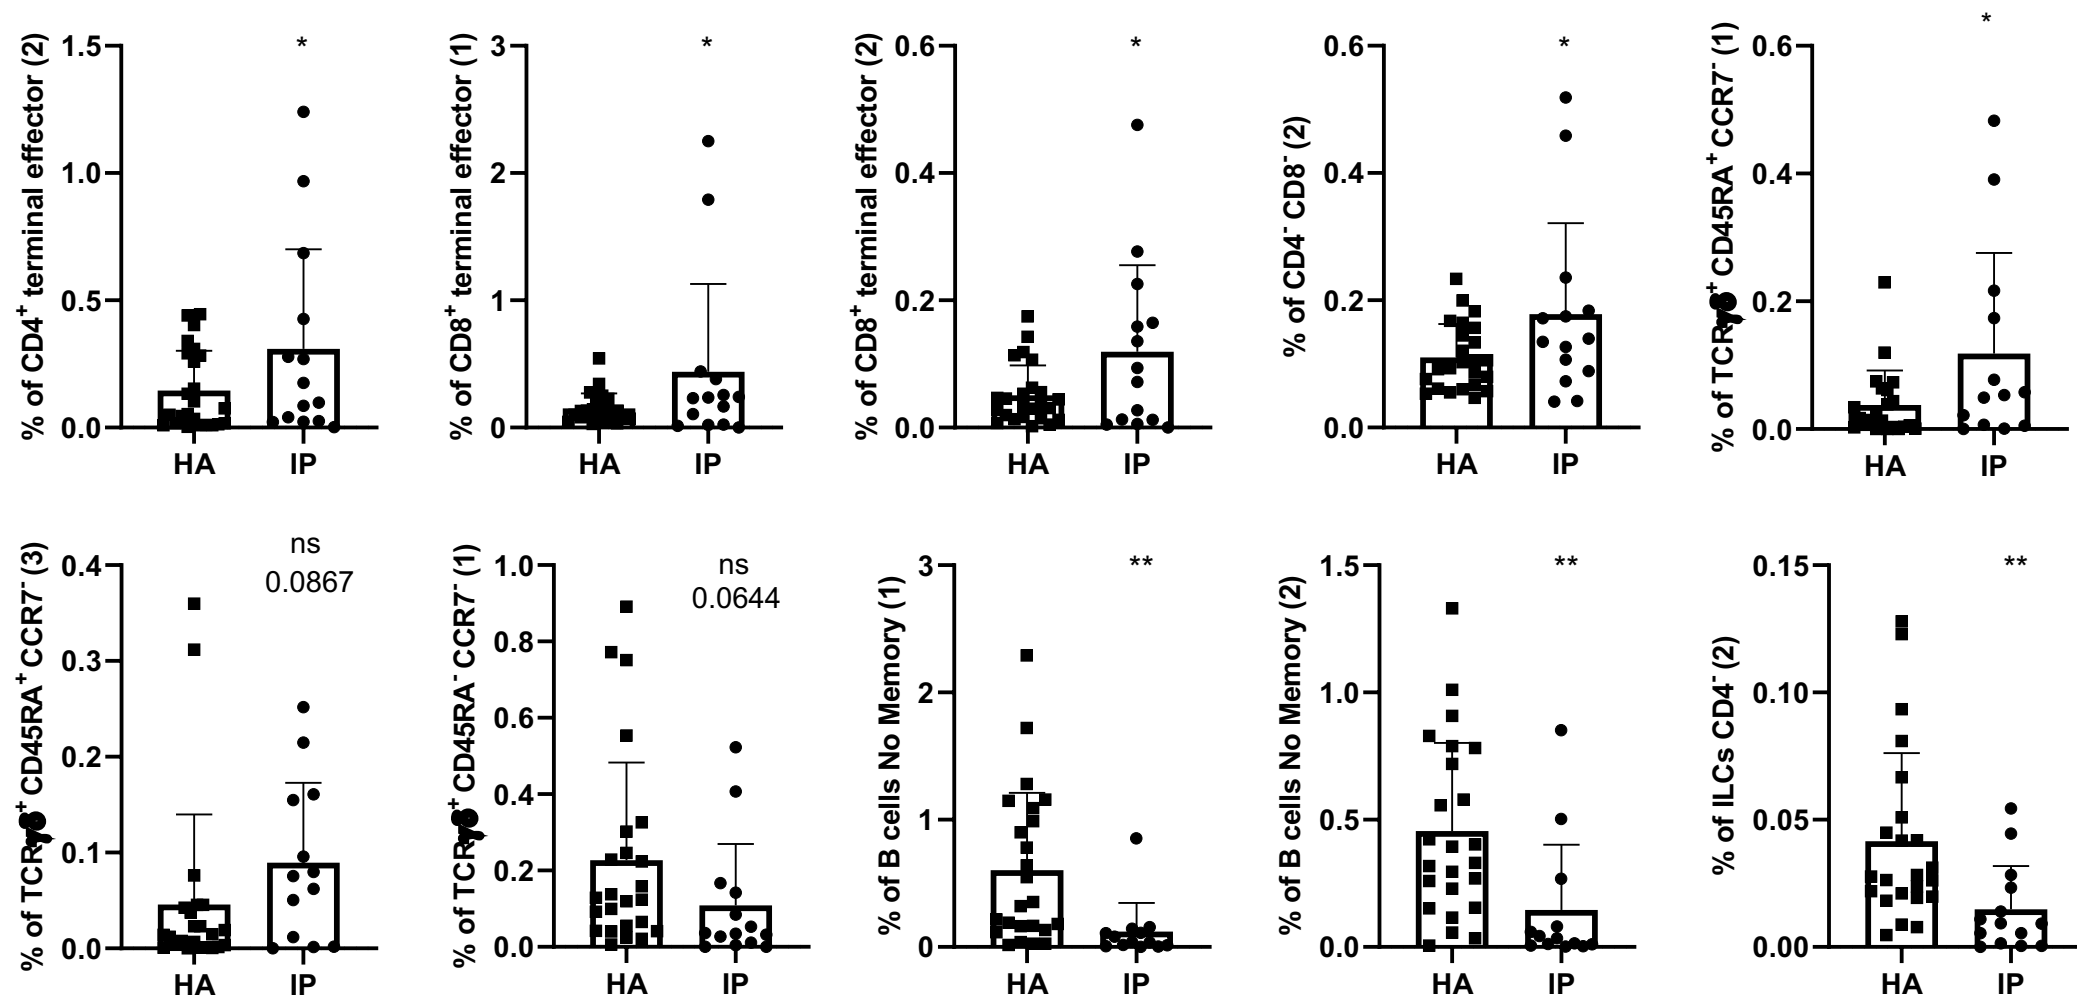 % of CD4+ terminal effector (2)
1.5
1.0
0.5
0.0
*
HA IP
% of CD8+ terminal effector (1)
3
2
1
0
*
HA IP
% of CD8+ terminal effector (2)
0.6
0.4
0.2
0.0
*
HA IP
% of CD4- CD8- (2)
0.6
0.4
0.2
0.0
*
HA IP
% of TCRγδ+ CD45RA+ CCR7- (1)
0.6
0.4
0.2
0.0
*
HA IP
% of TCRγδ+ CD45RA+ CCR7- (3)
0.4
0.3
0.2
0.1
0.0
ns
0.0867
HA IP
% of TCRγδ+ CD45RA- CCR7- (1)
1.0
0.8
0.6
0.4
0.2
0.0
ns
0.0644
HA IP
% of B cells No Memory (1)
3
2
1
0
**
HA IP
% of B cells No Memory (2)
1.5
1.0
0.5
0.0
**
HA IP
% of ILCs CD4- (2)
0.15
0.10
0.05
0.00
**
HA IP